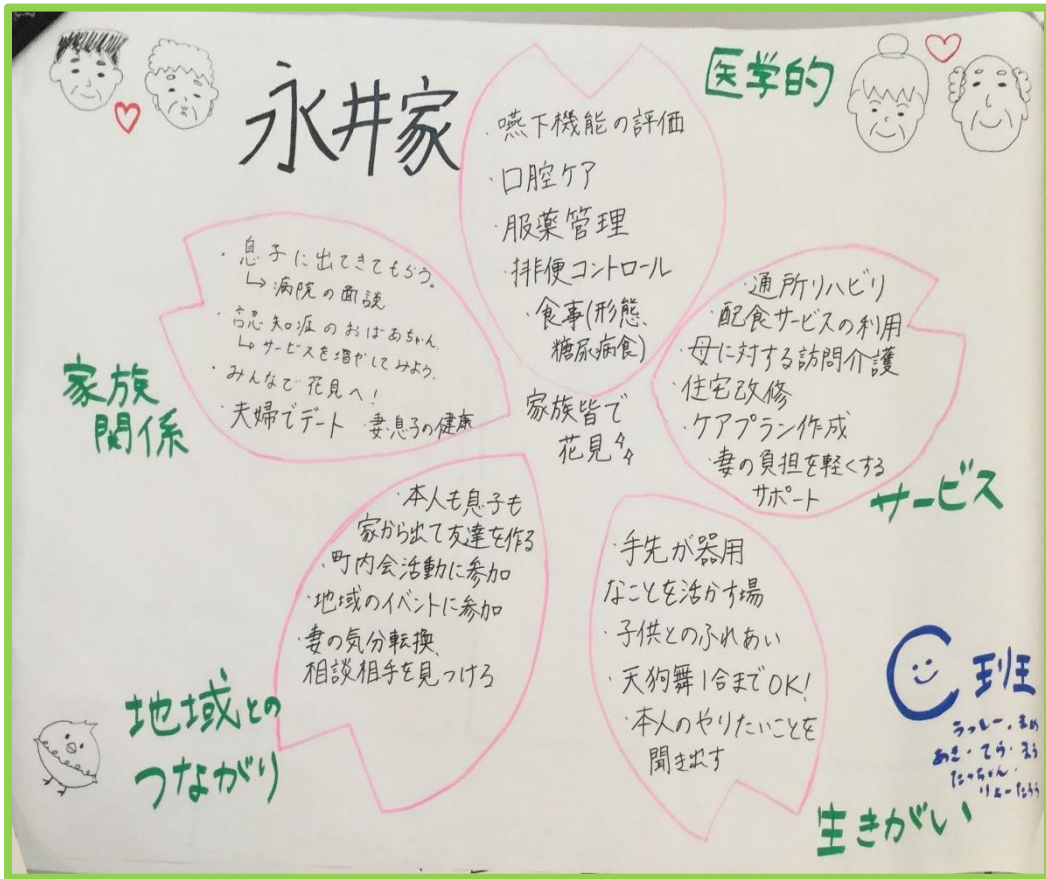 永井家
医学的
・嚥下機能の評価
・口腔ケア
・服薬管理
・排便コントロール
・食事(形態、
糖尿病食)
家族関係
・息子に出てきてもらう。
↳病院の面談
・認知症のおばあちゃん
↳サービスを増やしてみよう。
・みんなで花見へ!
・夫婦でデート ・妻息子の健康
家族皆で
花見
サービス
・通所リハビリ
・配食サービスの利用
・母に対する訪問介護
・住宅改修
・ケアプラン作成
・妻の負担を軽くする
サポート
地域との
つながり
・本人も息子も
家から出て友達を作る
・町内会活動に参加
・地域のイベントに参加
・妻の気分転換、
相談相手を見つける
生きがい
・手先が器用
なことを活かす場
・子供とのふれあい
・天狗舞1合までOK!
・本人のやりたいことを
聞き出す
C班